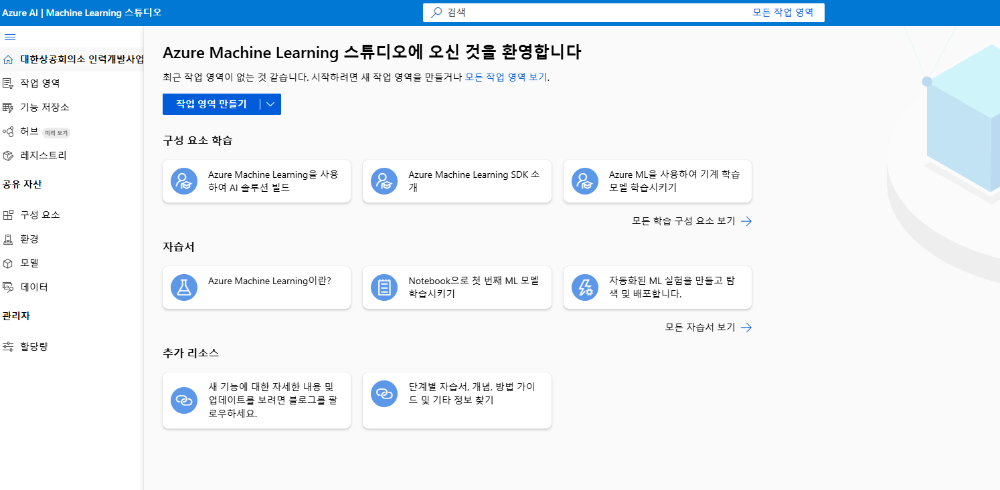 Azure AI | Machine Learning 스튜디오
검색
모든 작업 영역
대한상공회의소 인력개발사업
작업 영역
기능 저장소
허브 미리 보기
레지스트리
공유 자산
구성 요소
환경
모델
데이터
관리자
할당량
Azure Machine Learning 스튜디오에 오신 것을 환영합니다
최근 작업 영역이 없는 것 같습니다. 시작하려면 새 작업 영역을 만들거나 모든 작업 영역 보기.
작업 영역 만들기
구성 요소 학습
Azure Machine Learning을 사용
하여 AI 솔루션 빌드
Azure Machine Learning SDK 소
개
Azure ML을 사용하여 기계 학습
모델 학습시키기
모든 학습 구성 요소 보기
자습서
Azure Machine Learning이란?
Notebook으로 첫 번째 ML 모델
학습시키기
자동화된 ML 실험을 만들고 탐
색 및 배포합니다.
모든 자습서 보기
추가 리소스
새 기능에 대한 자세한 내용 및
업데이트를 보려면 블로그를 팔
로우하세요.
단계별 자습서, 개념, 방법 가이
드 및 기타 정보 찾기